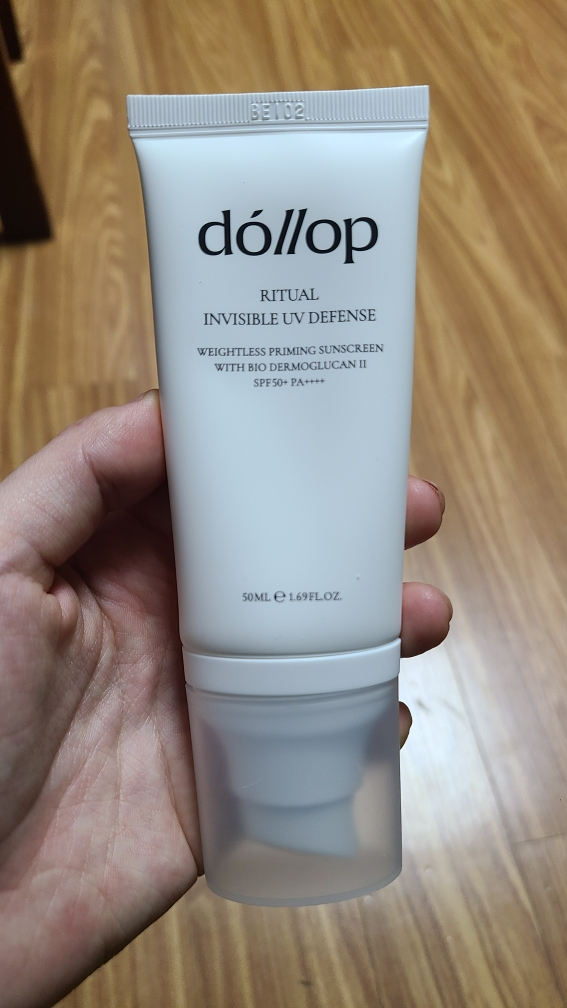 BE102
dóllop
RITUAL
INVISIBLE UV DEFENSE
WEIGHTLESS PRIMING SUNSCREEN
WITH BIO DERMOGLUCAN II
SPF50+ PA++++
50ML ℮ 1.69FL.OZ.